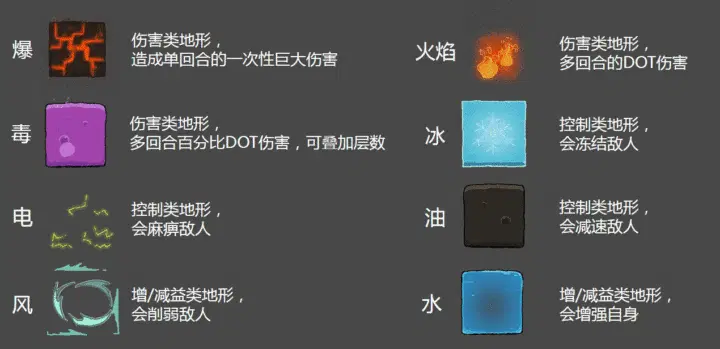 爆
伤害类地形，
造成单回合的一次性巨大伤害
火焰
伤害类地形，
多回合的DOT伤害
毒
伤害类地形，
多回合百分比DOT伤害，可叠加层数
冰
控制类地形，
会冻结敌人
电
控制类地形，
会麻痹敌人
油
控制类地形，
会减速敌人
风
增/减益类地形，
会削弱敌人
水
增/减益类地形，
会增强自身